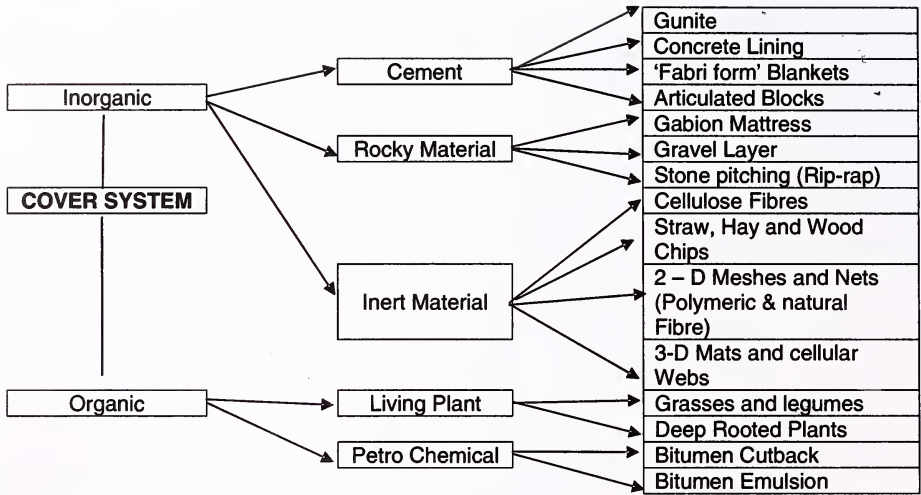 Gunite
Concrete Lining
Cement
'Fabri form' Blankets
Inorganic
Articulated Blocks
Gabion Mattress
Rocky Material
Gravel Layer
Stone pitching (Rip-rap)
COVER SYSTEM
Cellulose Fibres
Straw, Hay and Wood
Chips
2 – D Meshes and Nets
Inert Material
(Polymeric & natural
Fibre)
3-D Mats and cellular
Webs
Organic
Living Plant
Grasses and legumes
Deep Rooted Plants
Petro Chemical
Bitumen Cutback
Bitumen Emulsion